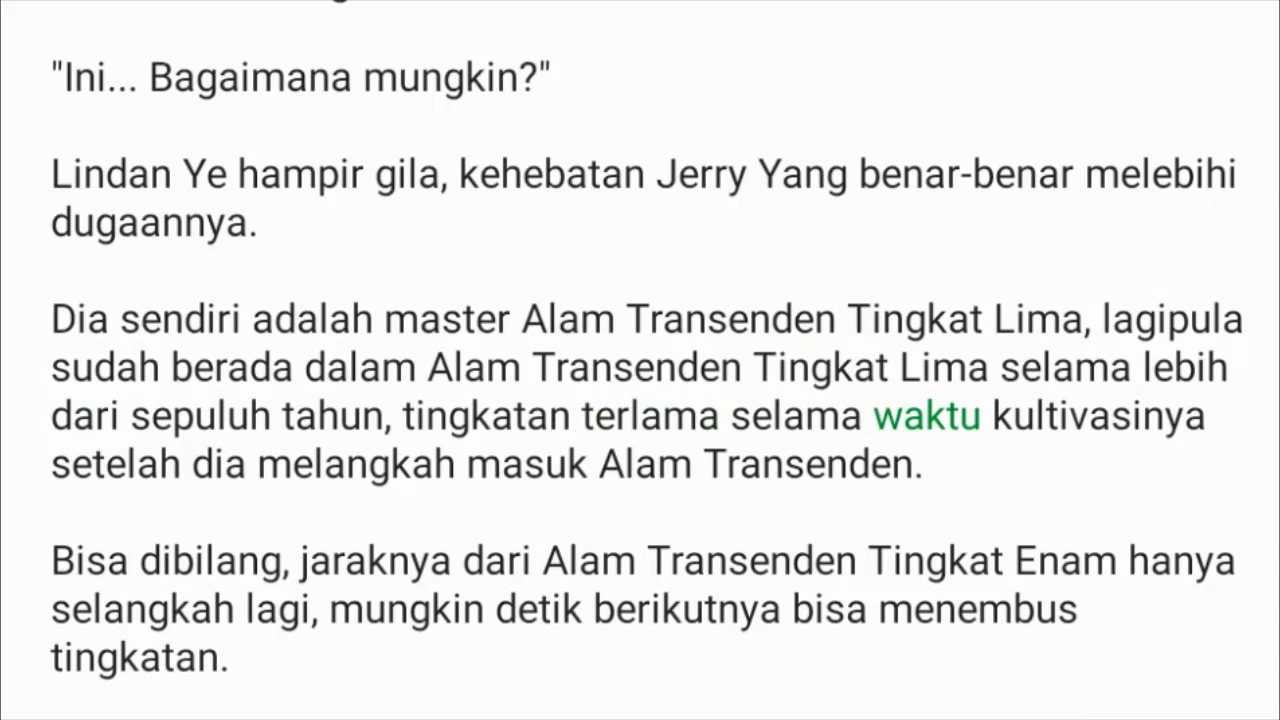 "Ini... Bagaimana mungkin?"
Lindan Ye hampir gila, kehebatan Jerry Yang benar-benar melebihi
dugaannya.
Dia sendiri adalah master Alam Transenden Tingkat Lima, lagipula
sudah berada dalam Alam Transenden Tingkat Lima selama lebih
dari sepuluh tahun, tingkatan terlama selama waktu kultivasinya
setelah dia melangkah masuk Alam Transenden.
Bisa dibilang, jaraknya dari Alam Transenden Tingkat Enam hanya
selangkah lagi, mungkin detik berikutnya bisa menembus
tingkatan.